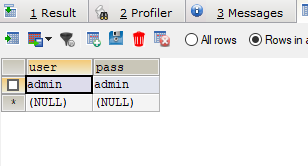 1 Result 2 Profiler 3 Messages
All rows Rows in a
user pass
admin admin
* (NULL) (NULL)